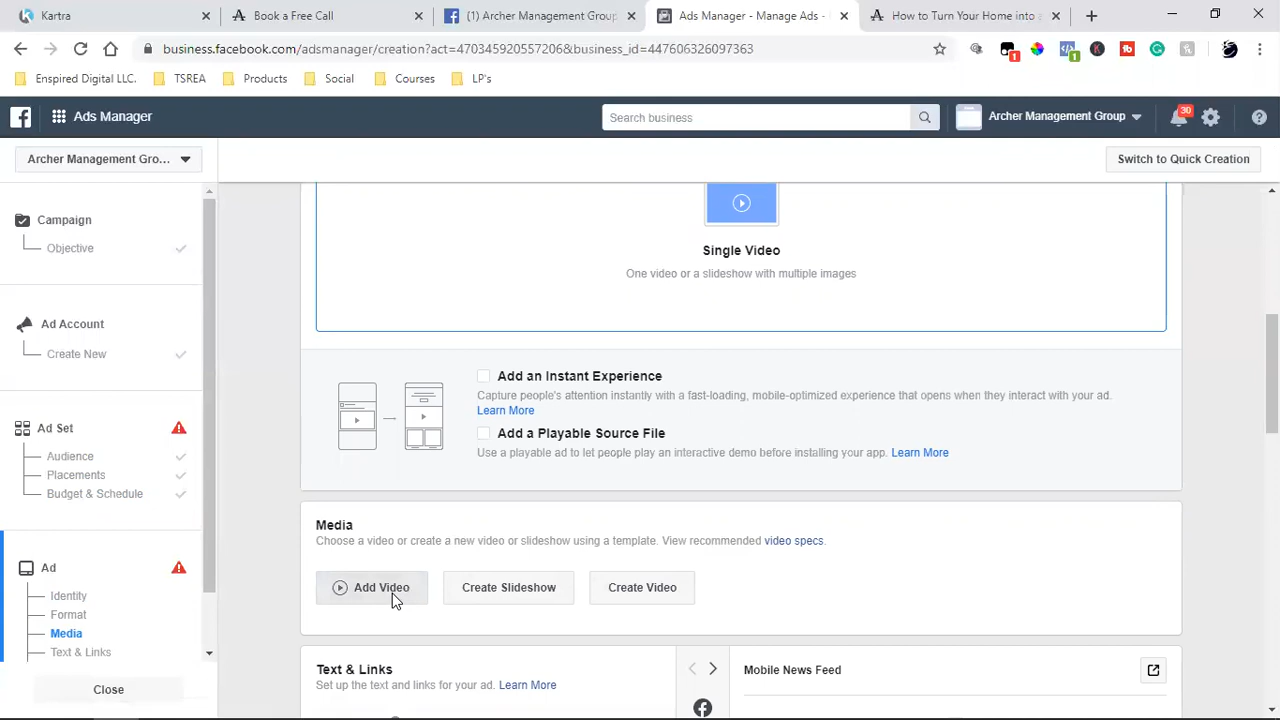 Kartra
Book a Free Call
(1) Archer Management Group
Ads Manager - Manage Ads -
How to Turn Your Home into a
business.facebook.com/adsmanager/creation?act=470345920557206&business_id=447606326097363
1
1
Enspired Digital LLC.
TSREA
Products
Social
Courses
LP's
Ads Manager
Search business
Archer Management Group
30
Archer Management Gro...
Switch to Quick Creation
Campaign
Objective
Ad Account
Create New
Ad Set
Audience
Placements
Budget & Schedule
Ad
Identity
Format
Media
Text & Links
Close
Single Video
One video or a slideshow with multiple images
Add an Instant Experience
Capture people's attention instantly with a fast-loading, mobile-optimized experience that opens when they interact with your ad.
Learn More
Add a Playable Source File
Use a playable ad to let people play an interactive demo before installing your app. Learn More
Media
Choose a video or create a new video or slideshow using a template. View recommended video specs.
Add Video
Create Slideshow
Create Video
Text & Links
Set up the text and links for your ad. Learn More
Mobile News Feed